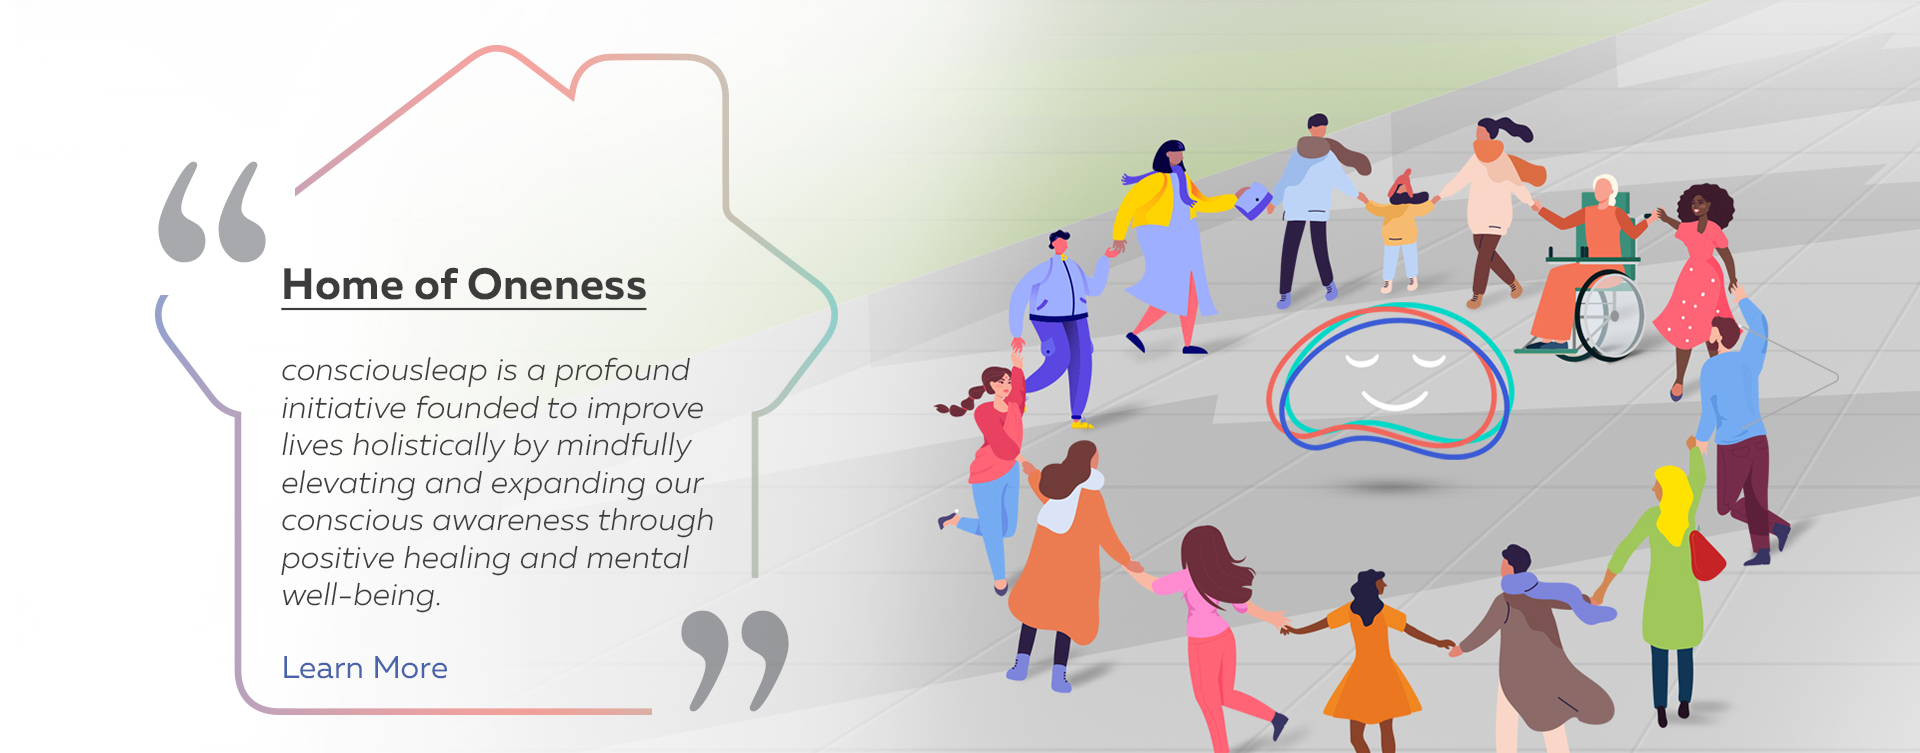 “
Home of Oneness
consciousleap is a profound
initiative founded to improve
lives holistically by mindfully
elevating and expanding our
conscious awareness through
positive healing and mental
well-being.
”
Learn More